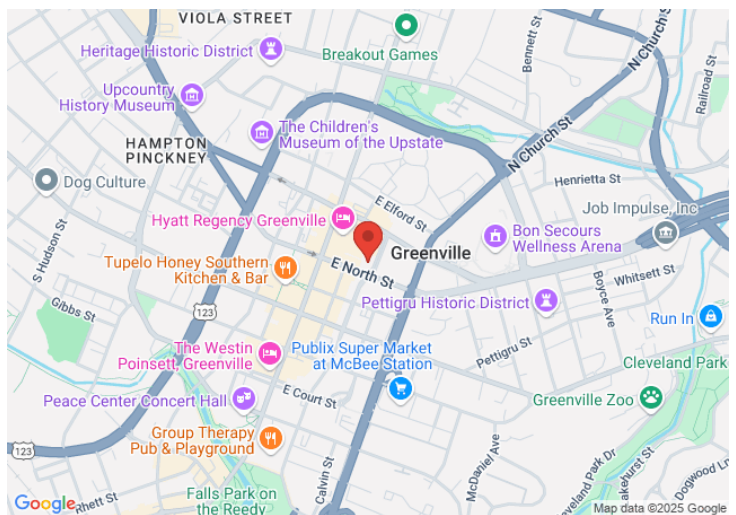 VIOLA STREET
Heritage Historic District
Breakout Games
Bennett St
N Church St
Railroad St
Upcountry
History Museum
The Children's
Museum of the Upstate
N Church St
HAMPTON
PINCKNEY
Dog Culture
Henrietta St
E Elford St
Hyatt Regency Greenville
Job Impulse, Inc
Bon Secours
Wellness Arena
Greenville
S Hudson St
Tupelo Honey Southern
Kitchen & Bar
E North St
Whitsett St
Boyce Ave
Pettigru Historic District
Gibbs St
123
Run In
The Westin
Poinsett, Greenville
Publix Super Market
at McBee Station
Pettigru St
Cleveland Park
E Court St
Peace Center Concert Hall
Greenville Zoo
Group Therapy
Pub & Playground
123
McDaniel Ave
Calvin St
Cleveland Park Dr
Dogwood Ln
Lakehurst St
Rhett St
Falls Park on
the Reedy
Google
Map data ©2025 Google